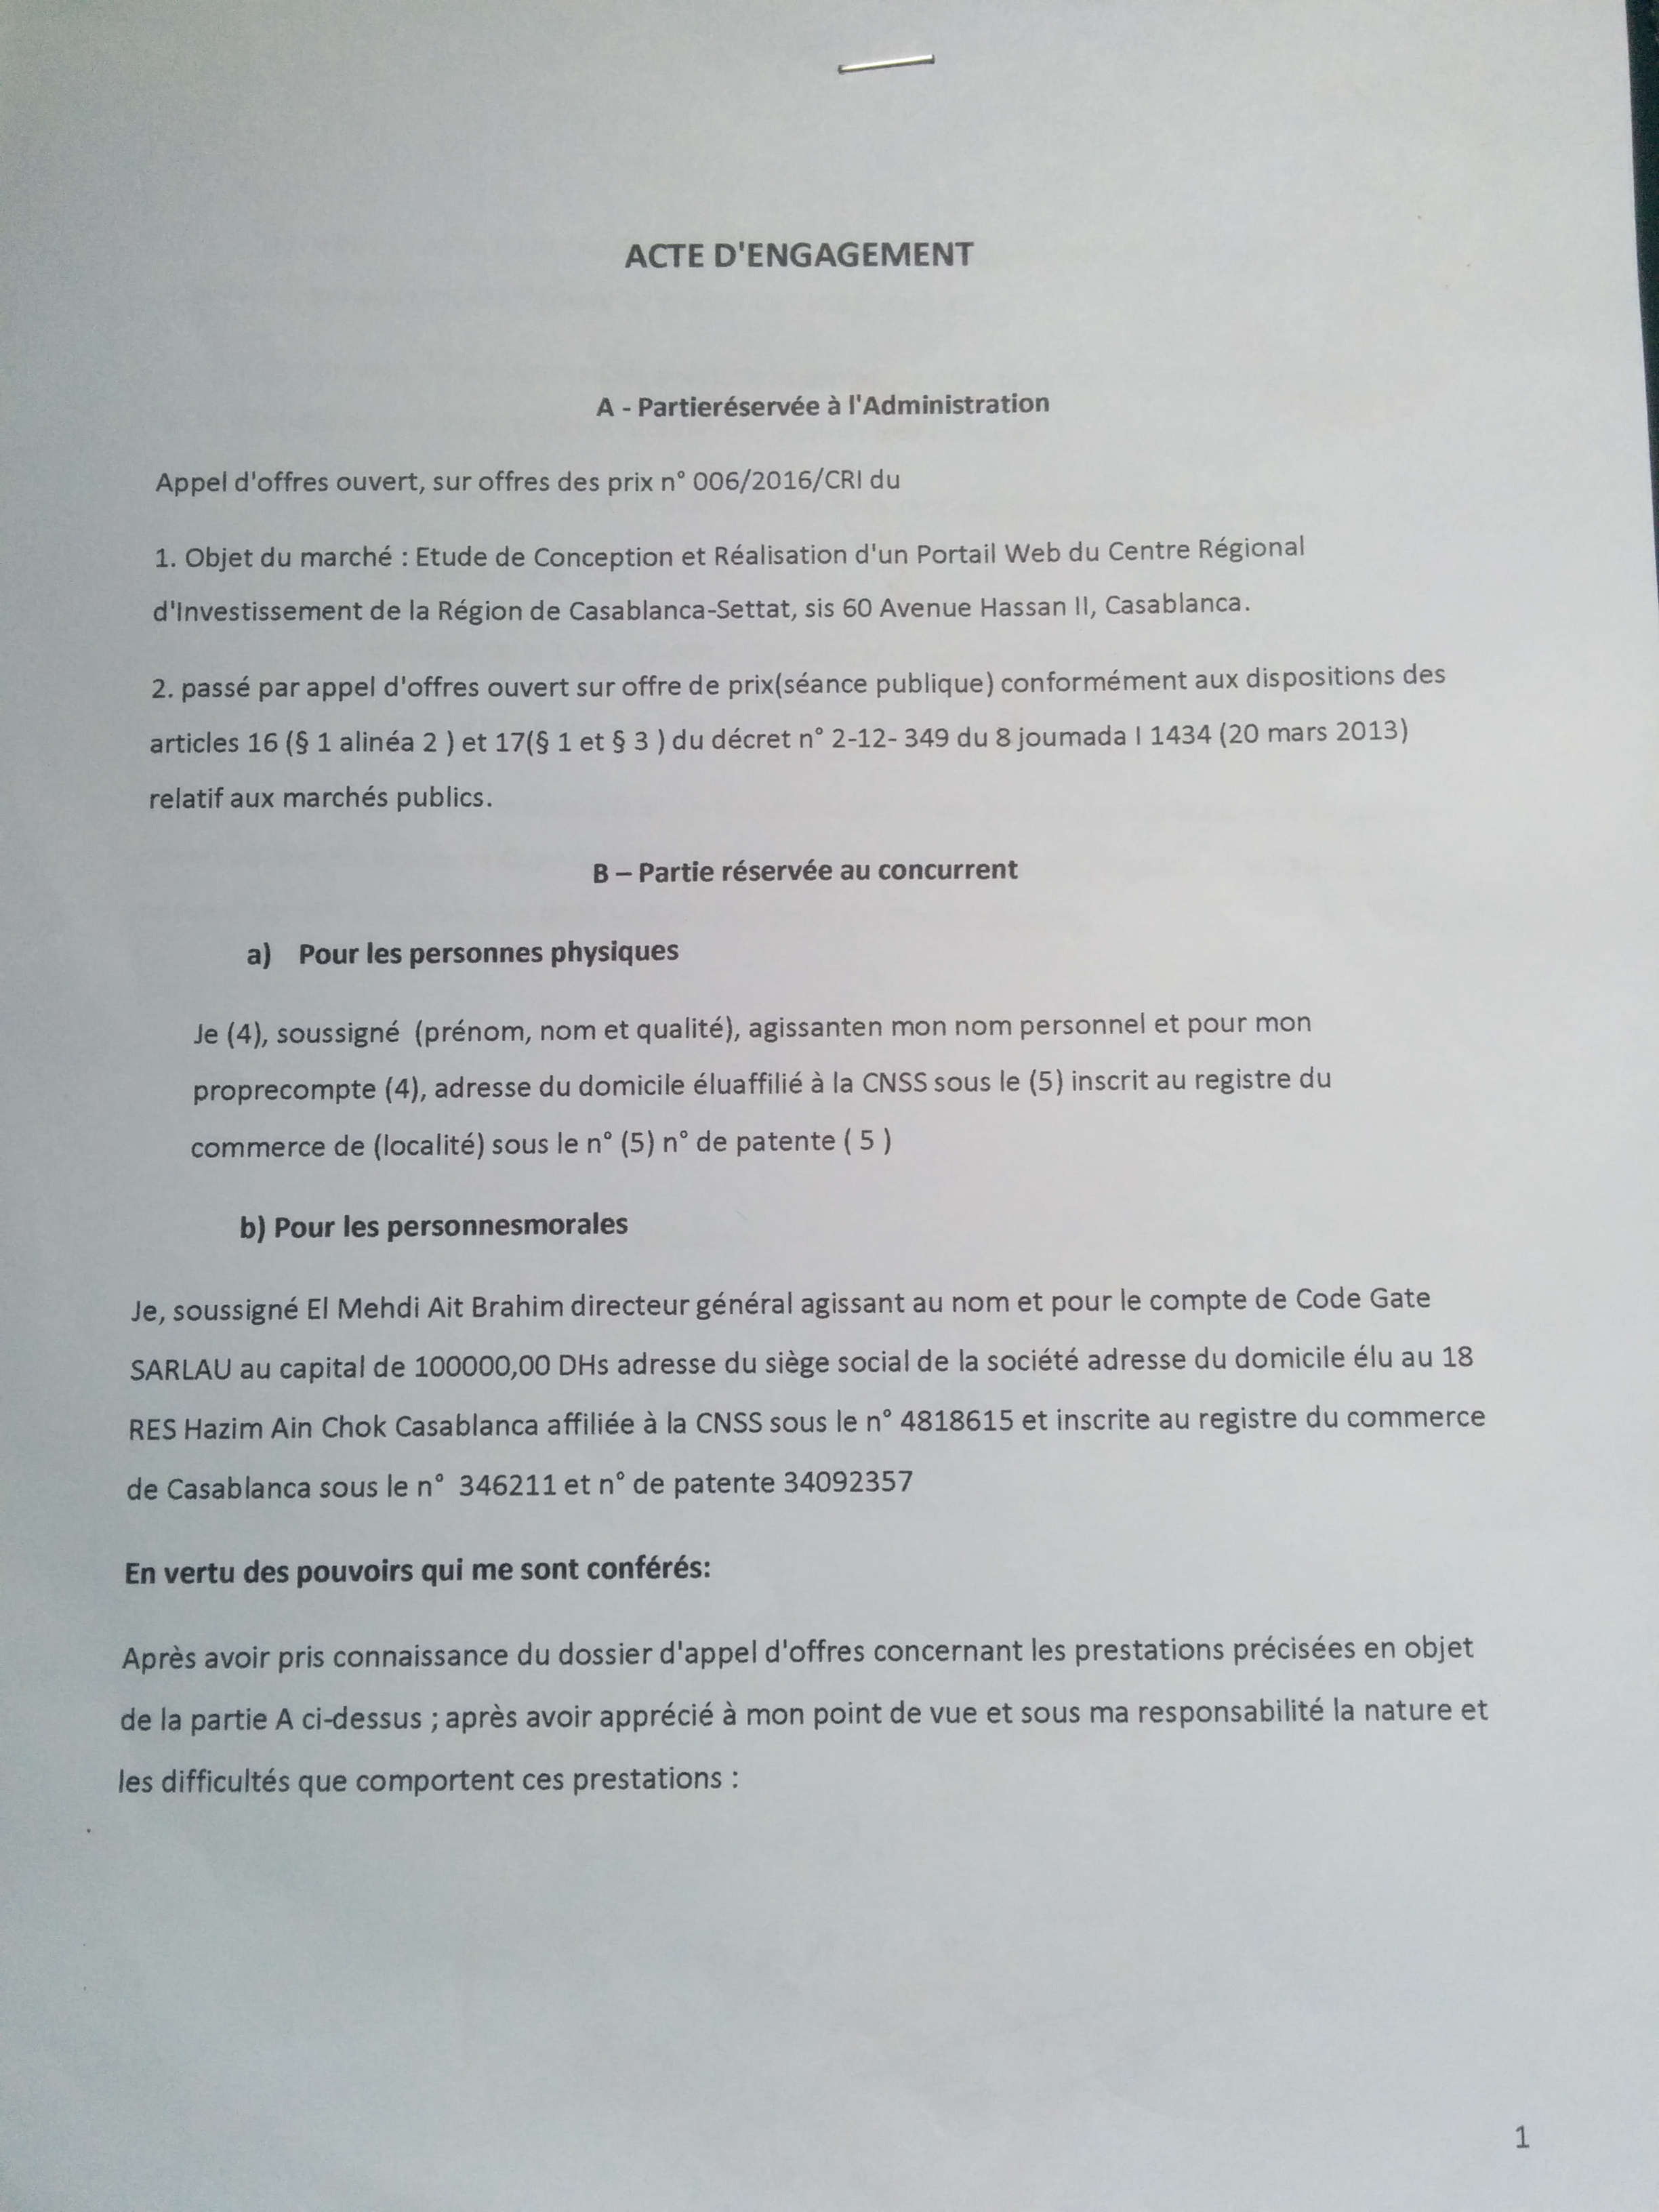 ACTE D'ENGAGEMENT
A - Partieréservée à l'Administration
Appel d'offres ouvert, sur offres des prix n° 006/2016/CRI du
1. Objet du marché : Etude de Conception et Réalisation d'un Portail Web du Centre Régional
d'Investissement de la Région de Casablanca-Settat, sis 60 Avenue Hassan II, Casablanca.
2. passé par appel d'offres ouvert sur offre de prix(séance publique) conformément aux dispositions des
articles 16 (§ 1 alinéa 2 ) et 17(§ 1 et § 3 ) du décret n° 2-12- 349 du 8 joumada I 1434 (20 mars 2013)
relatif aux marchés publics.
B – Partie réservée au concurrent
a) Pour les personnes physiques
Je (4), soussigné (prénom, nom et qualité), agissanten mon nom personnel et pour mon
proprecompte (4), adresse du domicile éluaffilié à la CNSS sous le (5) inscrit au registre du
commerce de (localité) sous le n° (5) n° de patente ( 5 )
b) Pour les personnesmorales
Je, soussigné El Mehdi Ait Brahim directeur général agissant au nom et pour le compte de Code Gate
SARLAU au capital de 100000,00 DHs adresse du siège social de la société adresse du domicile élu au 18
RES Hazim Ain Chok Casablanca affiliée à la CNSS sous le n° 4818615 et inscrite au registre du commerce
de Casablanca sous le n° 346211 et n° de patente 34092357
En vertu des pouvoirs qui me sont conférés:
Après avoir pris connaissance du dossier d'appel d'offres concernant les prestations précisées en objet
de la partie A ci-dessus ; après avoir apprécié à mon point de vue et sous ma responsabilité la nature et
les difficultés que comportent ces prestations :
1